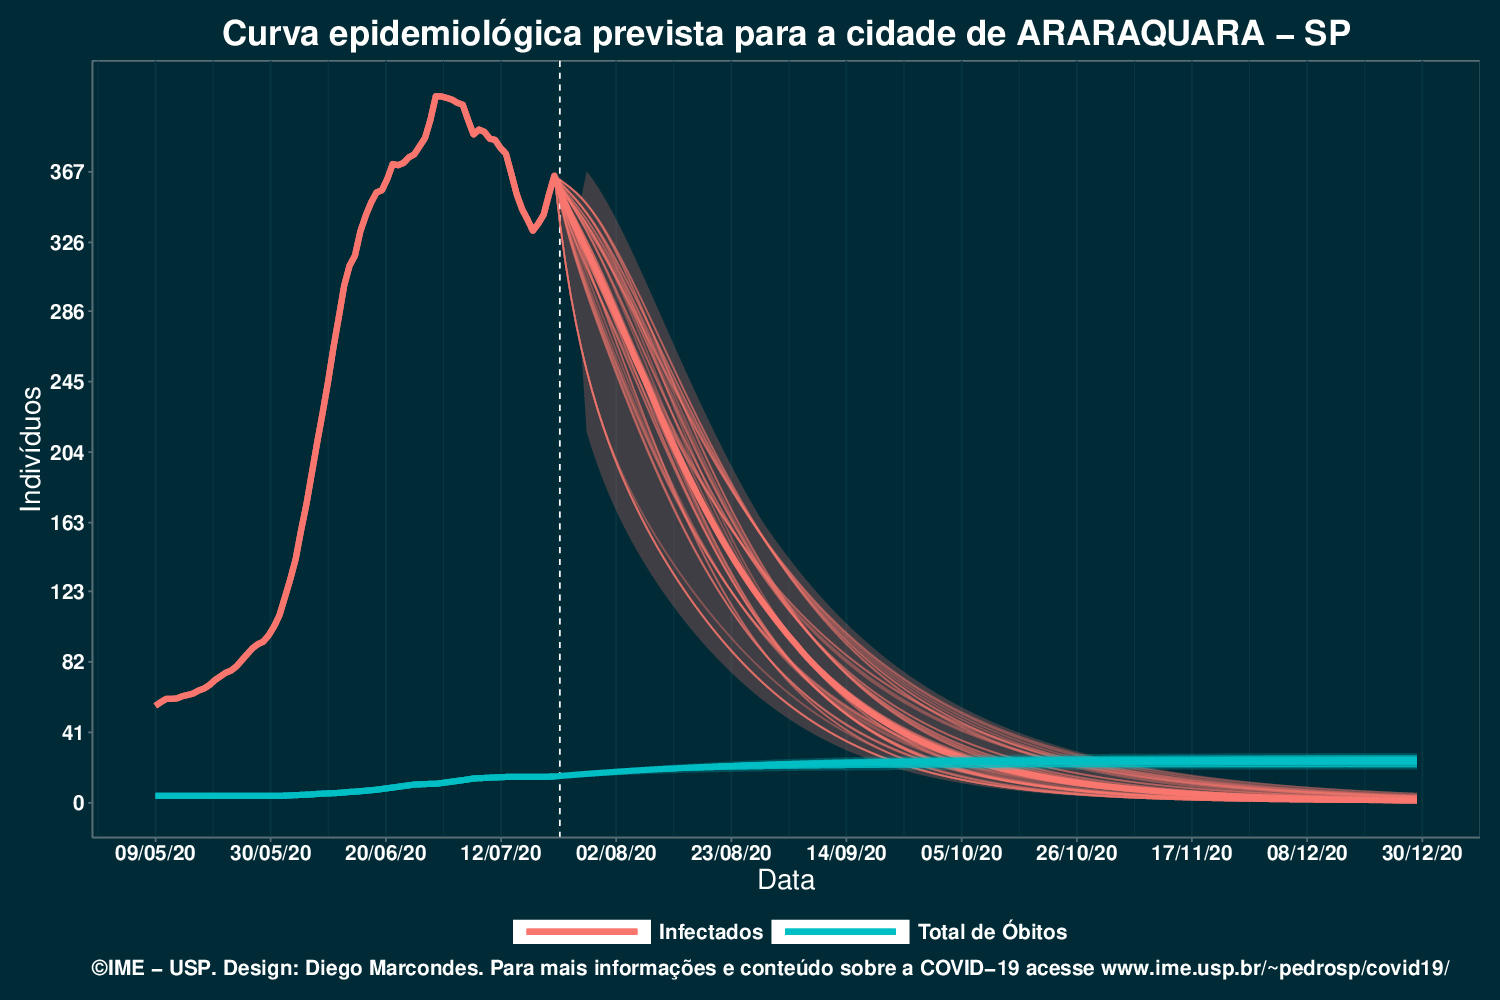 Curva epidemiológica prevista para a cidade de ARARAQUARA – SP
Indivíduos
367
326
286
245
204
163
123
82
41
0
09/05/20 30/05/20 20/06/20 12/07/20 02/08/20 23/08/20 14/09/20 05/10/20 26/10/20 17/11/20 08/12/20 30/12/20
Data
Infectados Total de Óbitos
©IME – USP. Design: Diego Marcondes. Para mais informações e conteúdo sobre a COVID–19 acesse www.ime.usp.br/~pedrosp/covid19/